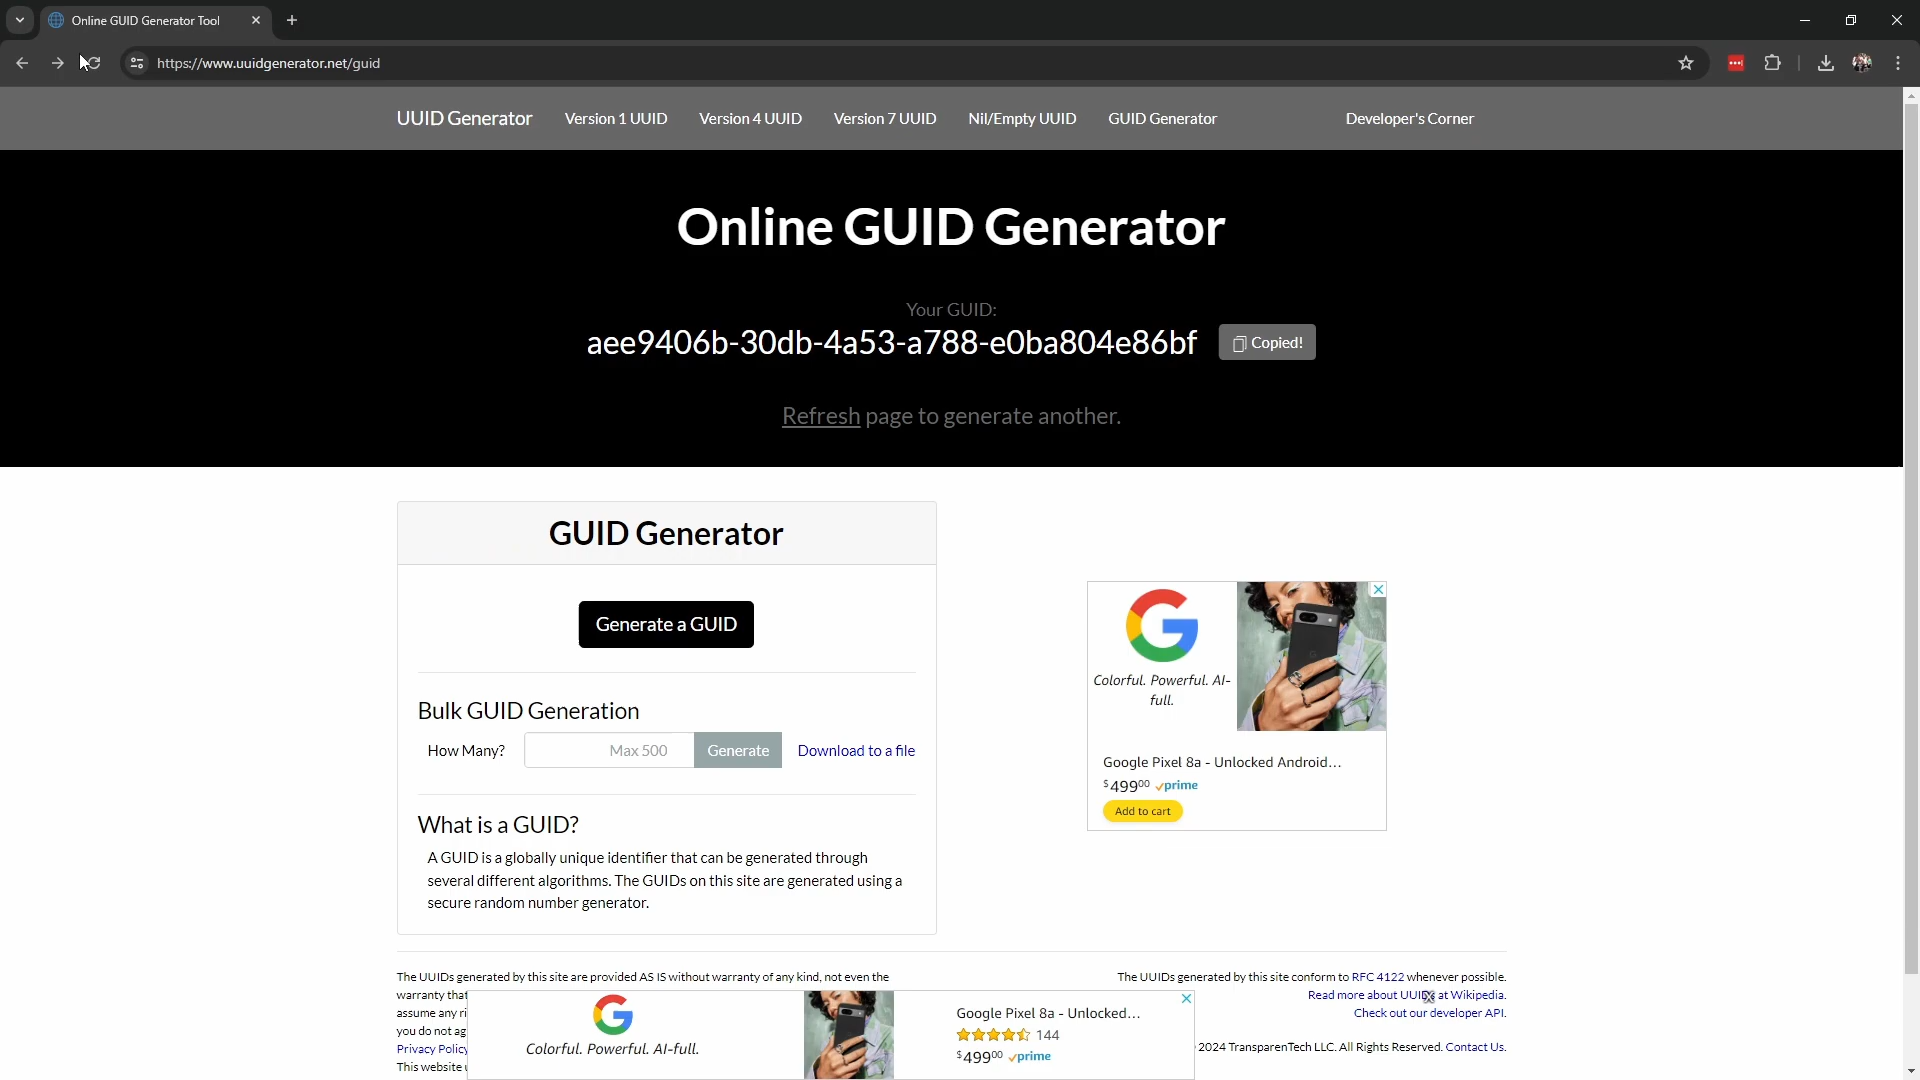 Online GUID Generator Tool
https://www.uuidgenerator.net/guid
UUID Generator Version 1 UUID Version 4 UUID Version 7 UUID Nil/Empty UUID GUID Generator Developer's Corner
Online GUID Generator
Your GUID:
aee9406b-30db-4a53-a788-e0ba804e86bf Copied!
Refresh page to generate another.
GUID Generator
Generate a GUID
Bulk GUID Generation
How Many? Max 500 Generate Download to a file
What is a GUID?
A GUID is a globally unique identifier that can be generated through
several different algorithms. The GUIDs on this site are generated using a
secure random number generator.
Colorful. Powerful. AI-
full.
Google Pixel 8a - Unlocked Android...
$49900 prime
Add to cart
The UUIDs generated by this site are provided AS IS without warranty of any kind, not even the
warranty that
assume any ri
you do not ag
Privacy Policy
This website u
The UUIDs generated by this site conform to RFC 4122 whenever possible.
Read more about UUIDs at Wikipedia.
Check out our developer API.
2024 TransparenTech LLC. All Rights Reserved. Contact Us.
Colorful. Powerful. AI-full.
Google Pixel 8a - Unlocked...
144
$49900 prime